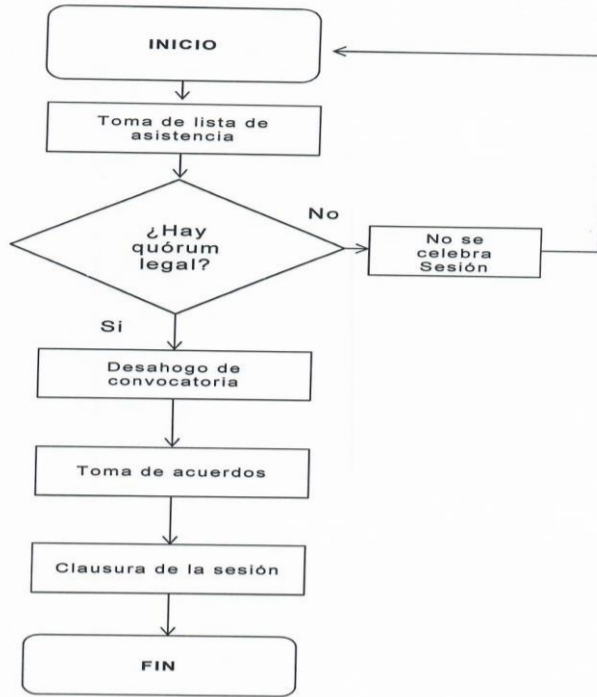 INICIO
Toma de lista de
asistencia
¿Hay
quórum
legal?
No
No se
celebra
Sesión
Si
Desahogo de
convocatoria
Toma de acuerdos
Clausura de la sesión
FIN